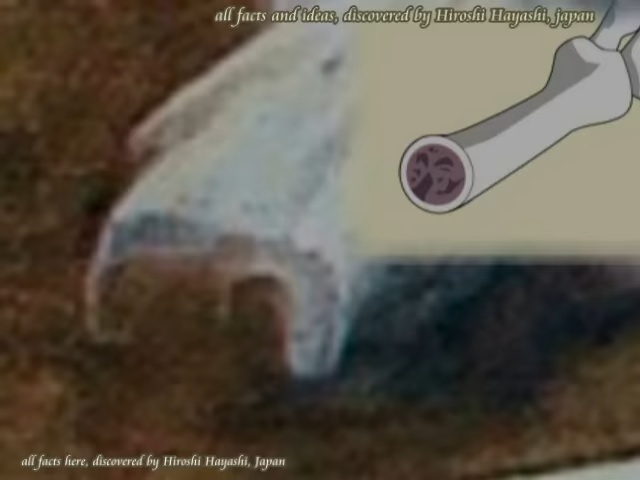 all facts and ideas, discovered by Hiroshi Hayashi, japan
all facts here, discovered by Hiroshi Hayashi, Japan